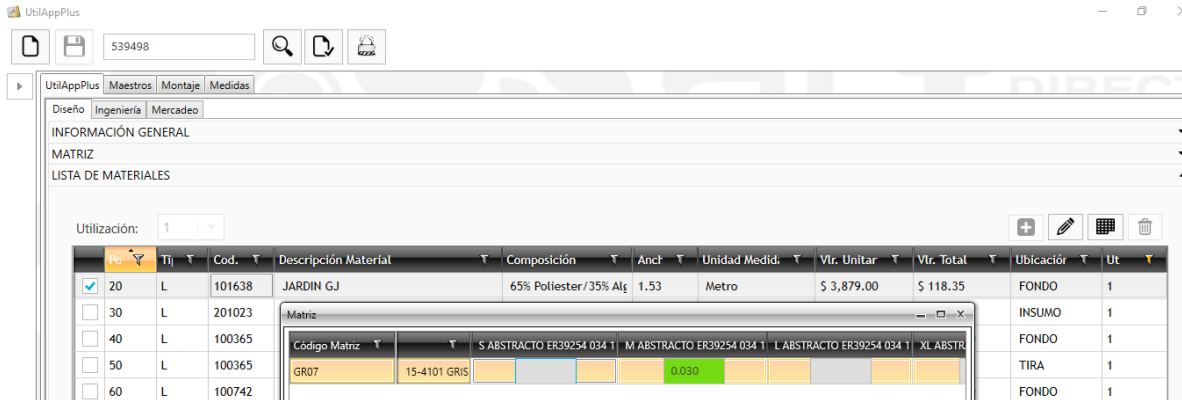 UtilAppPlus
539498
UtilAppPlus Maestros Montaje Medidas
DIRECT
Diseño Ingeniería Mercadeo
INFORMACIÓN GENERAL
MATRIZ
LISTA DE MATERIALES
Utilización: 1
Po Ti Cod. Descripción Material Composición Anch Unidad Medid Vlr. Unitar Vlr. Total Ubicaciór Ut
20 L 101638 JARDIN GJ 65% Poliester/35% Alg 1.53 Metro $ 3,879.00 $ 118.35 FONDO 1
30 L 201023 INSUMO 1
Matriz
40 L 100365 FONDO 1
Código Matriz S ABSTRACTO ER39254 034 1 M ABSTRACTO ER39254 034 1 L ABSTRACTO ER39254 034 1 XL ABSTR
50 L 100365 TIRA 1
GR07 15-4101 GRIS 0.030
60 L 100742 FONDO 1